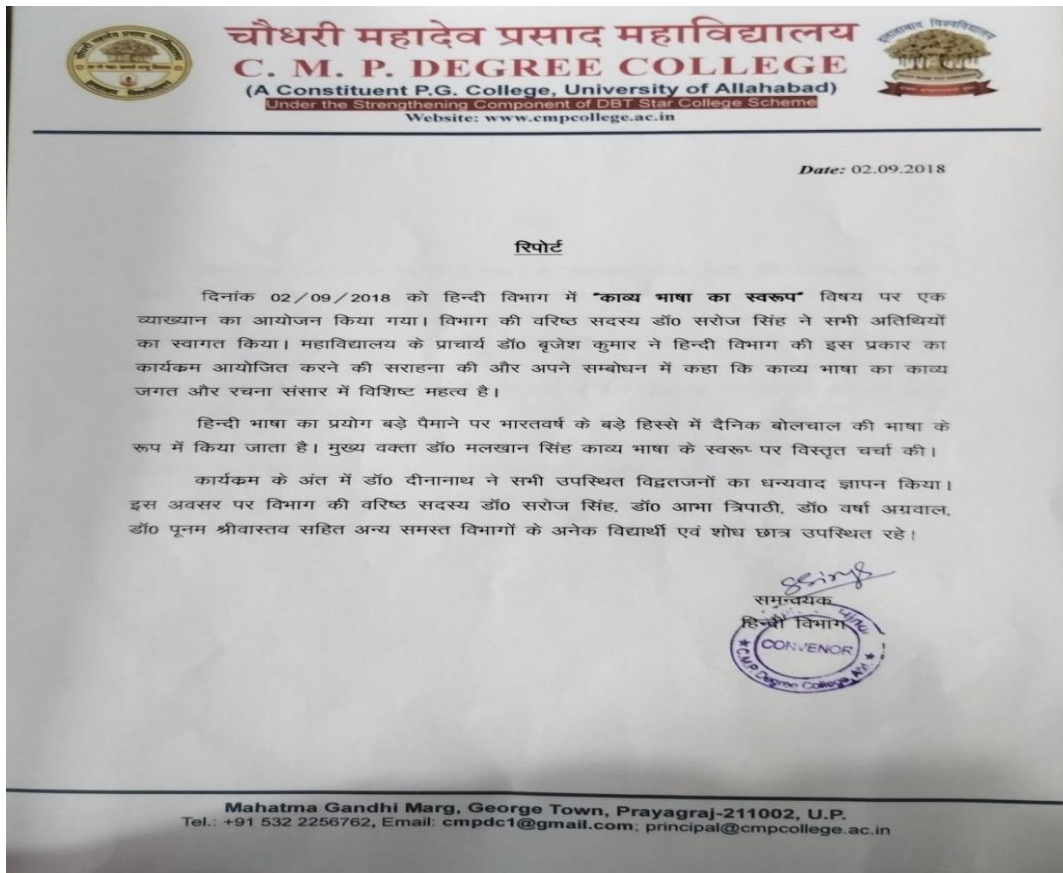 चौधरी महादेव प्रसाद महाविद्यालय
C. M. P. DEGREE COLLEGE
(A Constituent P.G. College, University of Allahabad)
Under the Strengthening Component of DBT Star College Scheme
Website: www.cmpcollege.ac.in
Date: 02.09.2018
रिपोर्ट
दिनांक 02/09/2018 को हिन्दी विभाग में "काव्य भाषा का स्वरूप" विषय पर एक
व्याख्यान का आयोजन किया गया। विभाग की वरिष्ठ सदस्य डॉ0 सरोज सिंह ने सभी अतिथियों
का स्वागत किया। महाविद्यालय के प्राचार्य डॉ0 बृजेश कुमार ने हिन्दी विभाग की इस प्रकार का
कार्यकम आयोजित करने की सराहना की और अपने सम्बोधन में कहा कि काव्य भाषा का काव्य
जगत और रचना संसार में विशिष्ट महत्व है।
हिन्दी भाषा का प्रयोग बड़े पैमाने पर भारतवर्ष के बड़े हिस्से में दैनिक बोलचाल की भाषा के
रूप में किया जाता है। मुख्य वक्ता डॉ0 मलखान सिंह काव्य भाषा के स्वरूप पर विस्तृत चर्चा की।
कार्यकम के अंत में डॉ0 दीनानाथ ने सभी उपस्थित विद्वतजनों का धन्यवाद ज्ञापन किया।
इस अवसर पर विभाग की वरिष्ठ सदस्य डॉ0 सरोज सिंह, डॉ0 आभा त्रिपाठी, डॉ0 वर्षा अग्रवाल,
डॉ0 पूनम श्रीवास्तव सहित अन्य समस्त विभागों के अनेक विद्यार्थी एवं शोध छात्र उपस्थित रहे।
SSingh
समन्वयक
हिन्दी विभाग
CONVENOR
C.M.P. Degree College, Alld.
Mahatma Gandhi Marg, George Town, Prayagraj-211002, U.P.
Tel.: +91 532 2256762, Email: cmpdc1@gmail.com; principal@cmpcollege.ac.in